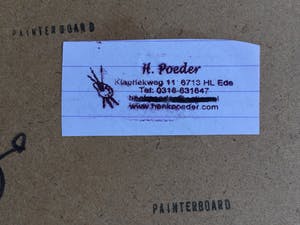 PAINTERBOARD
H. Poeder
Klaphekweg 11 6713 HL Ede
Tel: 0318-631647
www.henkpoeder.com
PAINTERBOARD